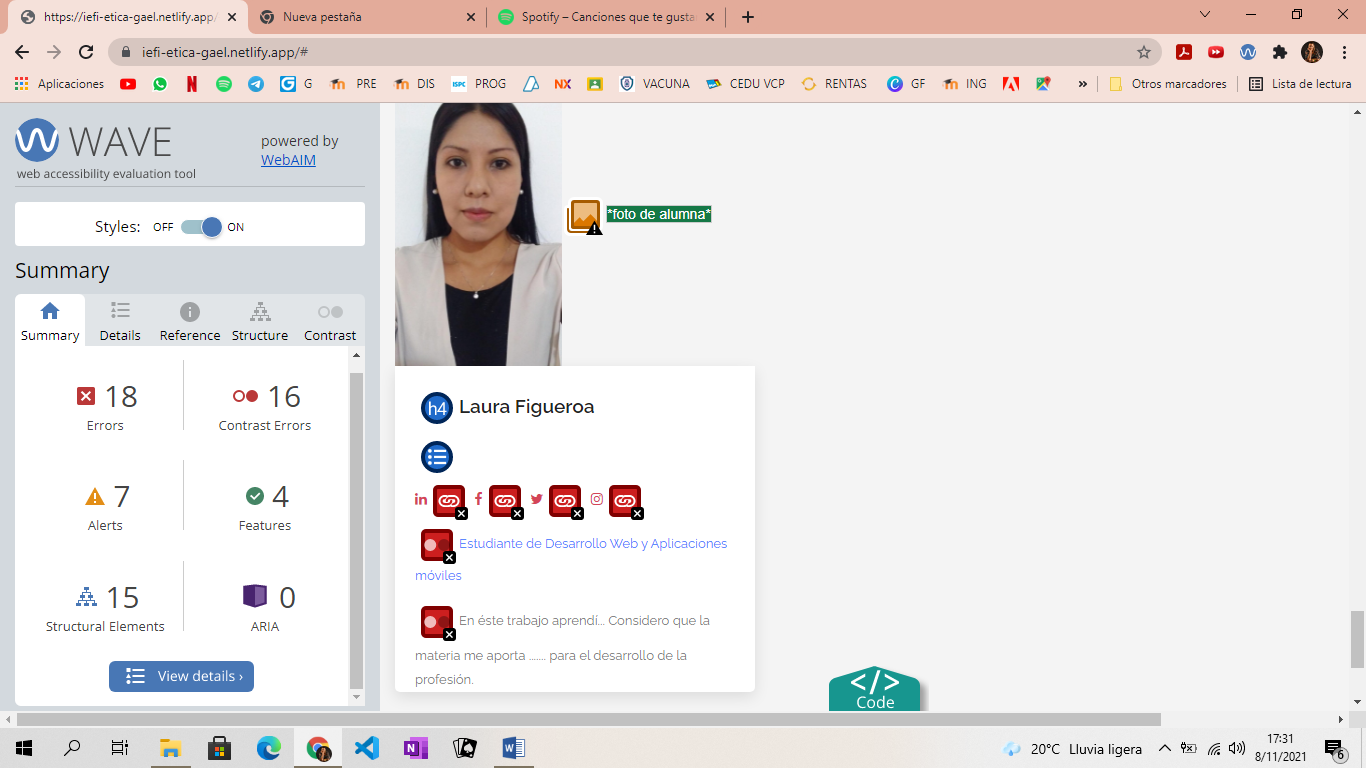 https://iefi-etica-gael.netlify.app/
Nueva pestaña
Spotify – Canciones que te gusta
iefi-etica-gael.netlify.app/#
Aplicaciones
G
PRE
DIS
ISPC
PROG
NX
VACUNA
CEDU VCP
RENTAS
GF
ING
»
Otros marcadores
Lista de lectura
WAVE
powered by
WebAIM
web accessibility evaluation tool
Styles: OFF ON
Summary
Summary Details Reference Structure Contrast
18 16
Errors Contrast Errors
7 4
Alerts Features
15 0
Structural Elements ARIA
View details ›
*foto de alumna*
h4 Laura Figueroa
Estudiante de Desarrollo Web y Aplicaciones
móviles
En éste trabajo aprendí... Considero que la
materia me aporta ....... para el desarrollo de la
profesión.
</>
Code
20°C Lluvia ligera
17:31
8/11/2021
6